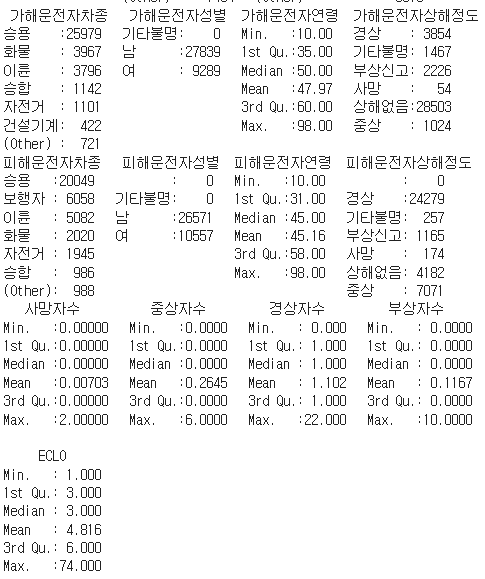 가해운전자차종 가해운전자성별 가해운전자연령 가해운전자상해정도
승용 :25979 기타불명: 0 Min. :10.00 경상 : 3854
화물 : 3967 남 :27839 1st Qu.:35.00 기타불명: 1467
이륜 : 3796 여 : 9289 Median :50.00 부상신고: 2226
승합 : 1142 Mean :47.97 사망 : 54
자전거 : 1101 3rd Qu.:60.00 상해없음:28503
건설기계: 422 Max. :98.00 중상 : 1024
(Other) : 721
피해운전자차종 피해운전자성별 피해운전자연령 피해운전자상해정도
승용 :20049 : 0 Min. :10.00 : 0
보행자 : 6058 기타불명: 0 1st Qu.:31.00 경상 :24279
이륜 : 5082 남 :26571 Median :45.00 기타불명: 257
화물 : 2020 여 :10557 Mean :45.16 부상신고: 1165
자전거 : 1945 3rd Qu.:58.00 사망 : 174
승합 : 986 Max. :98.00 상해없음: 4182
(Other): 988 중상 : 7071
사망자수 중상자수 경상자수 부상자수
Min. :0.00000 Min. :0.0000 Min. : 0.000 Min. : 0.0000
1st Qu.:0.00000 1st Qu.:0.0000 1st Qu.: 1.000 1st Qu.: 0.0000
Median :0.00000 Median :0.0000 Median : 1.000 Median : 0.0000
Mean :0.00703 Mean :0.2645 Mean : 1.102 Mean : 0.1167
3rd Qu.:0.00000 3rd Qu.:0.0000 3rd Qu.: 1.000 3rd Qu.: 0.0000
Max. :2.00000 Max. :6.0000 Max. :22.000 Max. :10.0000
ECLO
Min. : 1.000
1st Qu.: 3.000
Median : 3.000
Mean : 4.816
3rd Qu.: 6.000
Max. :74.000